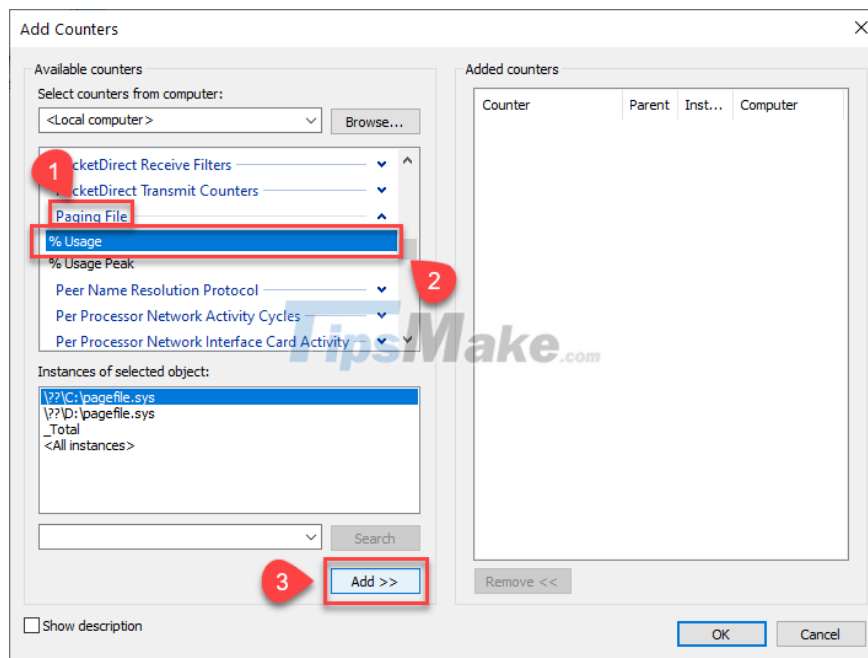 Add Counters
Available counters
Select counters from computer:
<Local computer>
Browse...
cketDirect Receive Filters
cketDirect Transmit Counters
Paging File
% Usage
% Usage Peak
Peer Name Resolution Protocol
Per Processor Network Activity Cycles
Per Processor Network Interface Card Activity
1
2
Instances of selected object:
\??\C:\pagefile.sys
\??\D:\pagefile.sys
_Total
<All instances>
Search
3
Add >>
Show description
Added counters
Counter Parent Inst... Computer
Remove <<
OK
Cancel
TipsMake.com